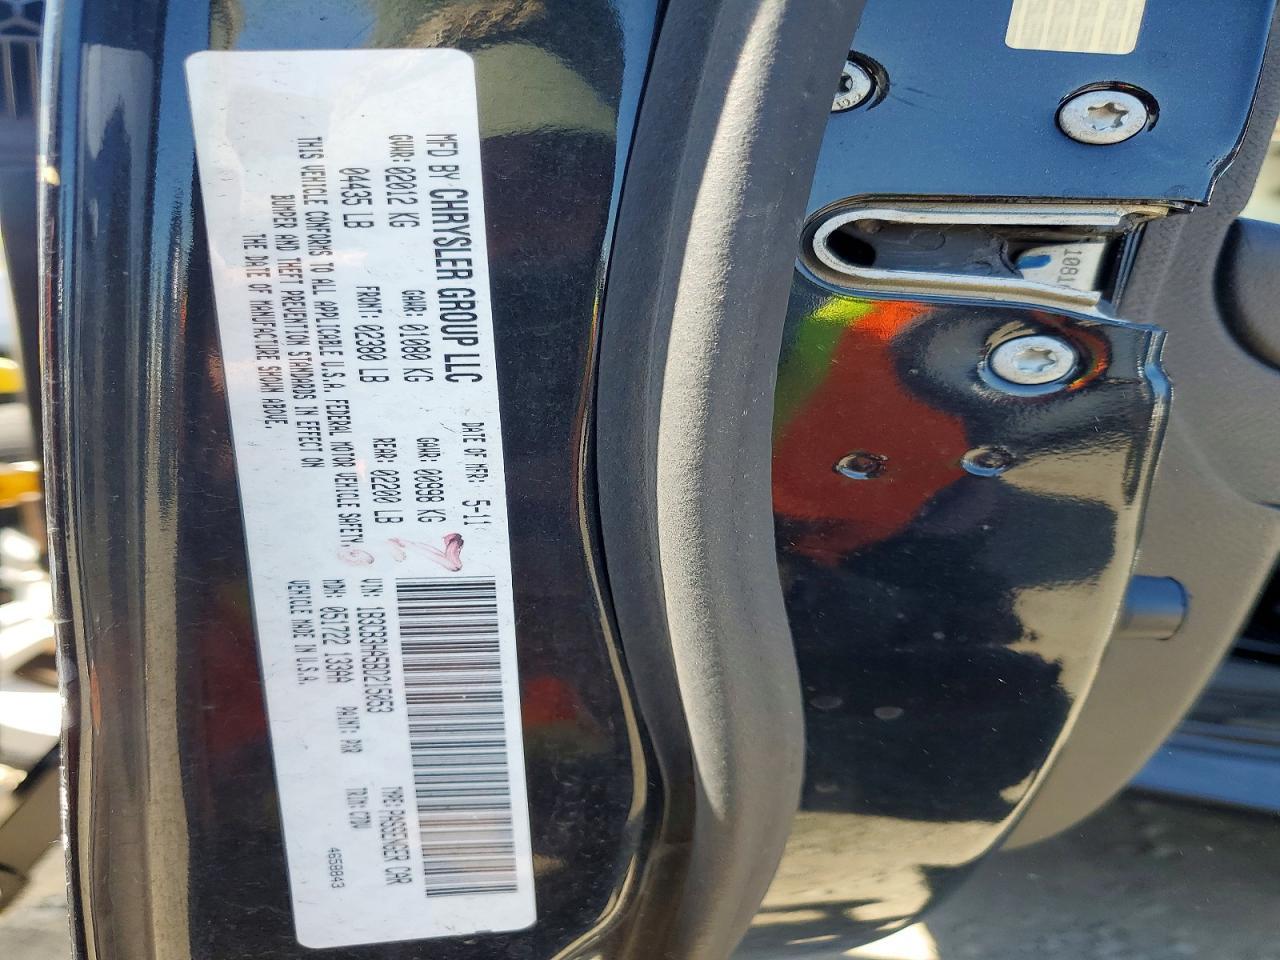 MFD BY CHRYSLER GROUP LLC DATE OF MFR: 5-11
GVWR: 02012 KG GAWR: 01080 KG GAWR: 00998 KG
04435 LB FRONT: 02380 LB REAR: 02200 LB
THIS VEHICLE CONFORMS TO ALL APPLICABLE U.S.A. FEDERAL MOTOR VEHICLE SAFETY,
BUMPER AND THEFT PREVENTION STANDARDS IN EFFECT ON
THE DATE OF MANUFACTURE SHOWN ABOVE.
VIN: 1B3CB3HA5BD215053 TYPE: PASSENGER CAR
MDH: 051722 133AA PAINT: PXR TRIM:
VEHICLE MADE IN U.S.A. 4658843